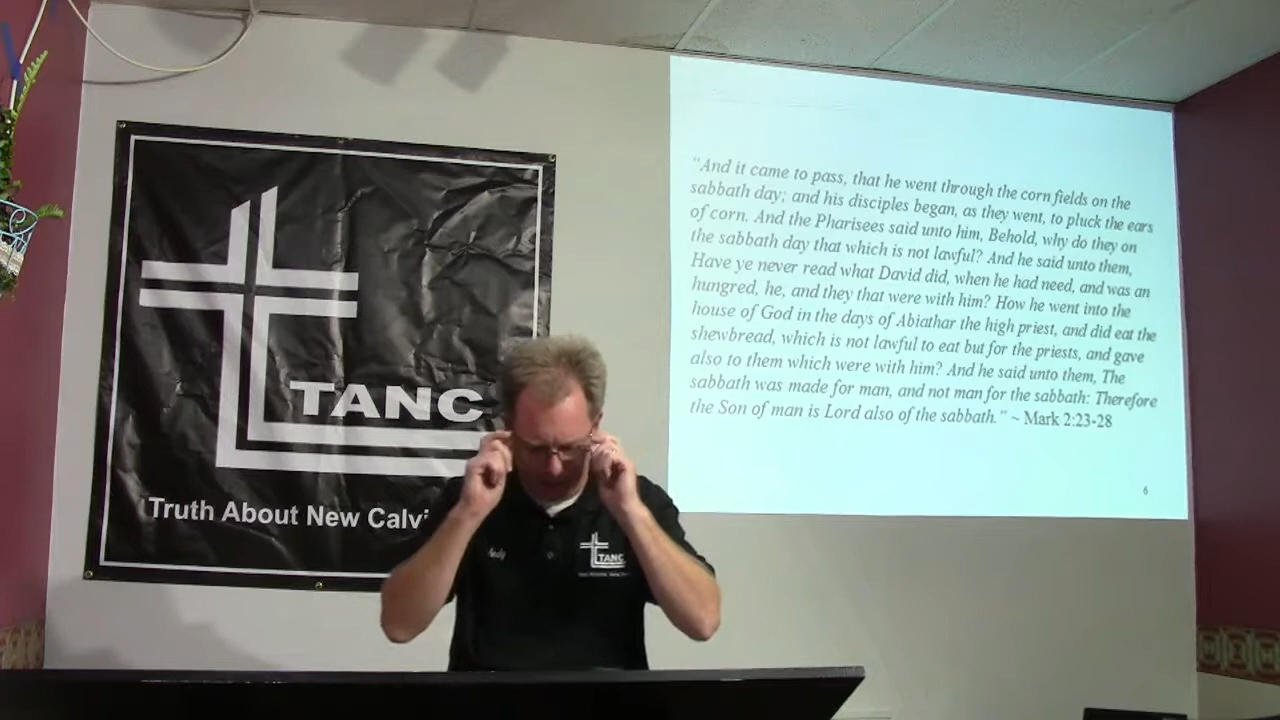 TANC
Truth About New Calvi
"And it came to pass, that he went through the corn fields on the
sabbath day; and his disciples began, as they went, to pluck the ears
of corn. And the Pharisees said unto him, Behold, why do they on
the sabbath day that which is not lawful? And he said unto them,
Have ye never read what David did, when he had need, and was an
hungred, he, and they that were with him? How he went into the
house of God in the days of Abiathar the high priest, and did eat the
shewbread, which is not lawful to eat but for the priests, and gave
also to them which were with him? And he said unto them, The
sabbath was made for man, and not man for the sabbath: Therefore
the Son of man is Lord also of the sabbath." ~ Mark 2:23-28
6
Andy
TANC